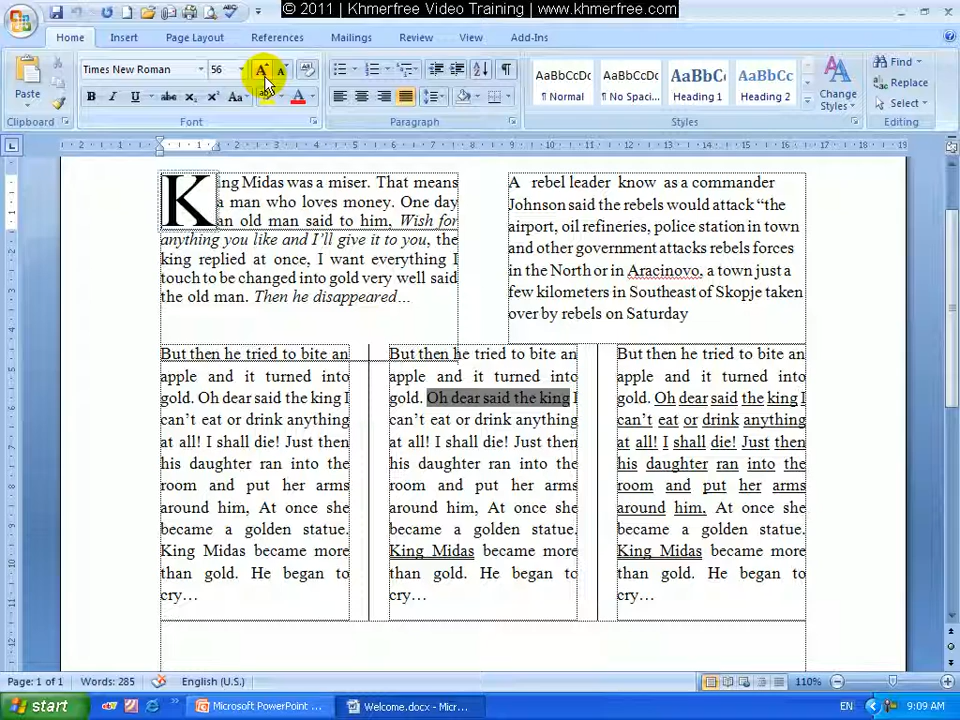 © 2011 | Khmerfree Video Training | www.khmerfree.com
Home Insert Page Layout References Mailings Review View Add-Ins
Times New Roman 56
Paste
AaBbCcDc AaBbCcDc AaBbC AaBbCc
¶ Normal ¶ No Spaci... Heading 1 Heading 2
Change Styles
Find
Replace
Select
Clipboard Font Paragraph Styles Editing
King Midas was a miser. That means
a man who loves money. One day
an old man said to him, Wish for
anything you like and I’ll give it to you, the
king replied at once, I want everything I
touch to be changed into gold very well said
the old man. Then he disappeared…
A rebel leader know as a commander
Johnson said the rebels would attack “the
airport, oil refineries, police station in town
and other government attacks rebels forces
in the North or in Aracinovo, a town just a
few kilometers in Southeast of Skopje taken
over by rebels on Saturday
But then he tried to bite an
apple and it turned into
gold. Oh dear said the king I
can’t eat or drink anything
at all! I shall die! Just then
his daughter ran into the
room and put her arms
around him, At once she
became a golden statue.
King Midas became more
than gold. He began to
cry…
But then he tried to bite an
apple and it turned into
gold. Oh dear said the king I
can’t eat or drink anything
at all! I shall die! Just then
his daughter ran into the
room and put her arms
around him, At once she
became a golden statue.
King Midas became more
than gold. He began to
cry…
But then he tried to bite an
apple and it turned into
gold. Oh dear said the king I
can’t eat or drink anything
at all! I shall die! Just then
his daughter ran into the
room and put her arms
around him. At once she
became a golden statue.
King Midas became more
than gold. He began to
cry…
Page: 1 of 1 Words: 285 English (U.S.) 110%
start Microsoft PowerPoint ... Welcome.docx - Micr... EN 9:09 AM